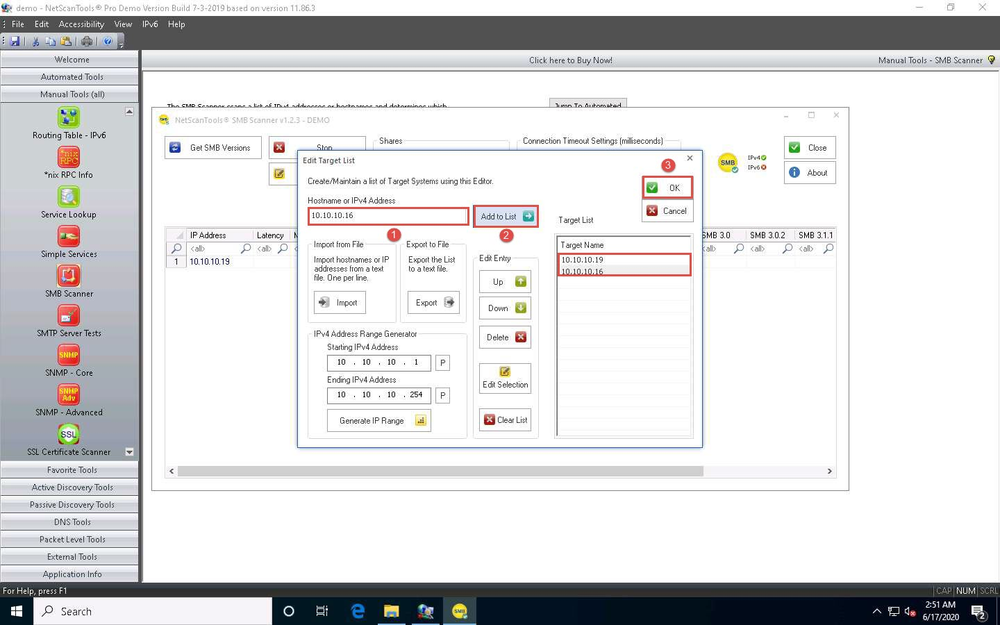 demo - NetScanTools® Pro Demo Version Build 7-3-2019 based on version 11.86.3
File Edit Accessibility View IPv6 Help
Welcome
Automated Tools
Manual Tools (all)
Routing Table - IPv6
*nix RPC
*nix RPC Info
Service Lookup
Simple Services
SMB Scanner
SMTP Server Tests
SNMP
SNMP - Core
SNMP Adv
SNMP - Advanced
SSL
SSL Certificate Scanner
Favorite Tools
Active Discovery Tools
Passive Discovery Tools
DNS Tools
Packet Level Tools
External Tools
Application Info
Click here to Buy Now!
Manual Tools - SMB Scanner
The SMB Scanner scans a list of IPv4 addresses or hostnames and determines which
Jump To Automated
SMB NetScanTools® SMB Scanner v1.2.3 - DEMO
Get SMB Versions
Stop
Shares
Connection Timeout Settings (milliseconds)
SMB
IPv4
IPv6
Close
About
IP Address Latency
SMB 3.0 SMB 3.0.2 SMB 3.1.1
<all> <all> <all> <all> <all>
1 10.10.10.19
Edit Target List
Create/Maintain a list of Target Systems using this Editor.
Hostname or IPv4 Address
10.10.10.16
1
Add to List
2
3
OK
Cancel
Target List
Target Name
10.10.10.19
10.10.10.16
Import from File
Import hostnames or IP
addresses from a text
file. One per line.
Import
Export to File
Export the List
to a text file.
Export
Edit Entry
Up
Down
Delete
Edit Selection
Clear List
IPv4 Address Range Generator
Starting IPv4 Address
10 . 10 . 10 . 1 P
Ending IPv4 Address
10 . 10 . 10 . 254 P
Generate IP Range
For Help, press F1
CAP NUM SCRL
Search
SMB
2:51 AM
6/17/2020
2